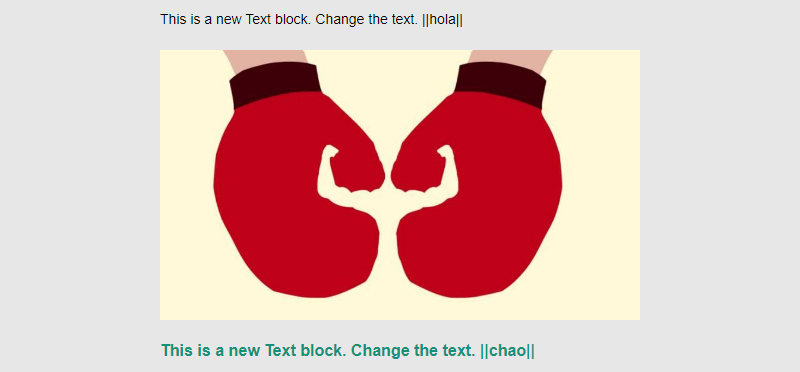 This is a new Text block. Change the text. ||hola||
This is a new Text block. Change the text. ||chao||